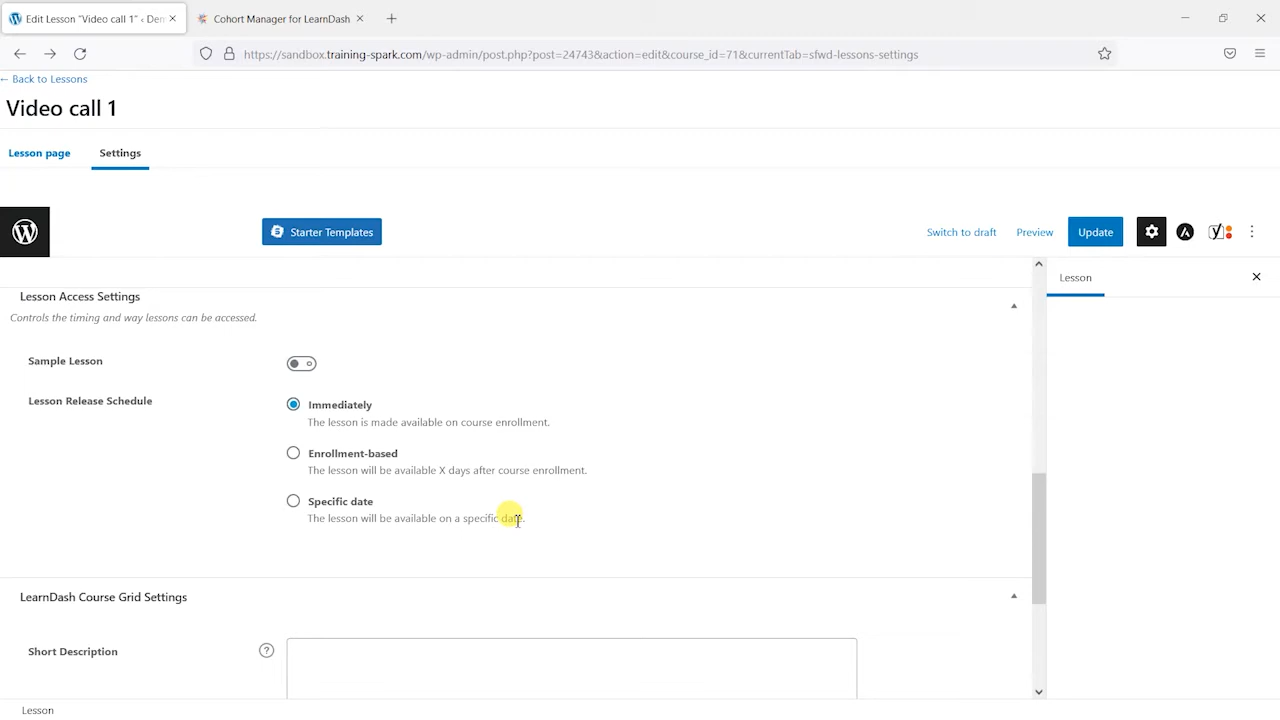 Edit Lesson "Video call 1" ‹ Dem
Cohort Manager for LearnDash
https://sandbox.training-spark.com/wp-admin/post.php?post=24743&action=edit&course_id=71&currentTab=sfwd-lessons-settings
← Back to Lessons
Video call 1
Lesson page
Settings
Starter Templates
Switch to draft
Preview
Update
Lesson
Lesson Access Settings
Controls the timing and way lessons can be accessed.
Sample Lesson
Lesson Release Schedule
Immediately
The lesson is made available on course enrollment.
Enrollment-based
The lesson will be available X days after course enrollment.
Specific date
The lesson will be available on a specific date.
LearnDash Course Grid Settings
Short Description
?
Lesson